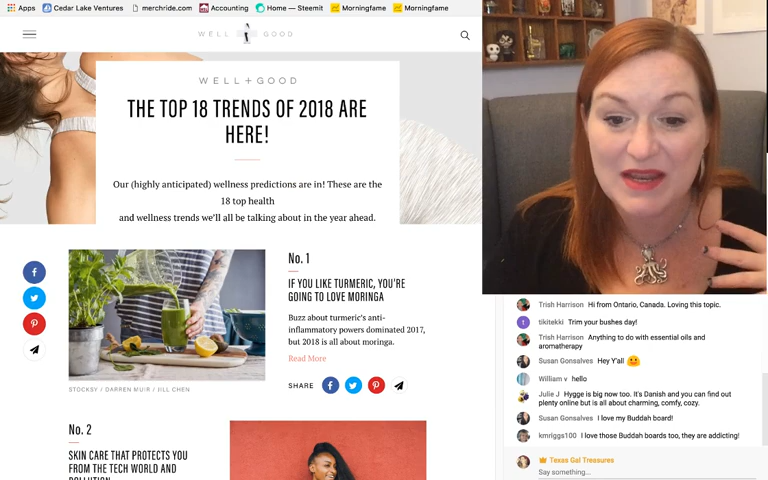 Apps
Cedar Lake Ventures
merchride.com
Accounting
Home — Steemit
Morningfame
Morningfame
WELL GOOD
WELL+GOOD
THE TOP 18 TRENDS OF 2018 ARE
HERE!
Our (highly anticipated) wellness predictions are in! These are the
18 top health
and wellness trends we'll all be talking about in the year ahead.
No. 1
IF YOU LIKE TURMERIC, YOU'RE
GOING TO LOVE MORINGA
Buzz about turmeric's anti-
inflammatory powers dominated 2017,
but 2018 is all about moringa.
Read More
SHARE
STOCKSY / DARREN MUIR / JILL CHEN
No. 2
SKIN CARE THAT PROTECTS YOU
FROM THE TECH WORLD AND
POLLUTION
Trish Harrison Hi from Ontario, Canada. Loving this topic.
t tikitekki Trim your bushes day!
Trish Harrison Anything to do with essential oils and
aromatherapy
Susan Gonsalves Hey Y'all
William v hello
Julie J Hygge is big now too. It's Danish and you can find out
plenty online but is all about charming, comfy, cozy.
Susan Gonsalves I love my Buddah board!
kmriggs100 I love those Buddah boards too, they are addicting!
Texas Gal Treasures
Say something...